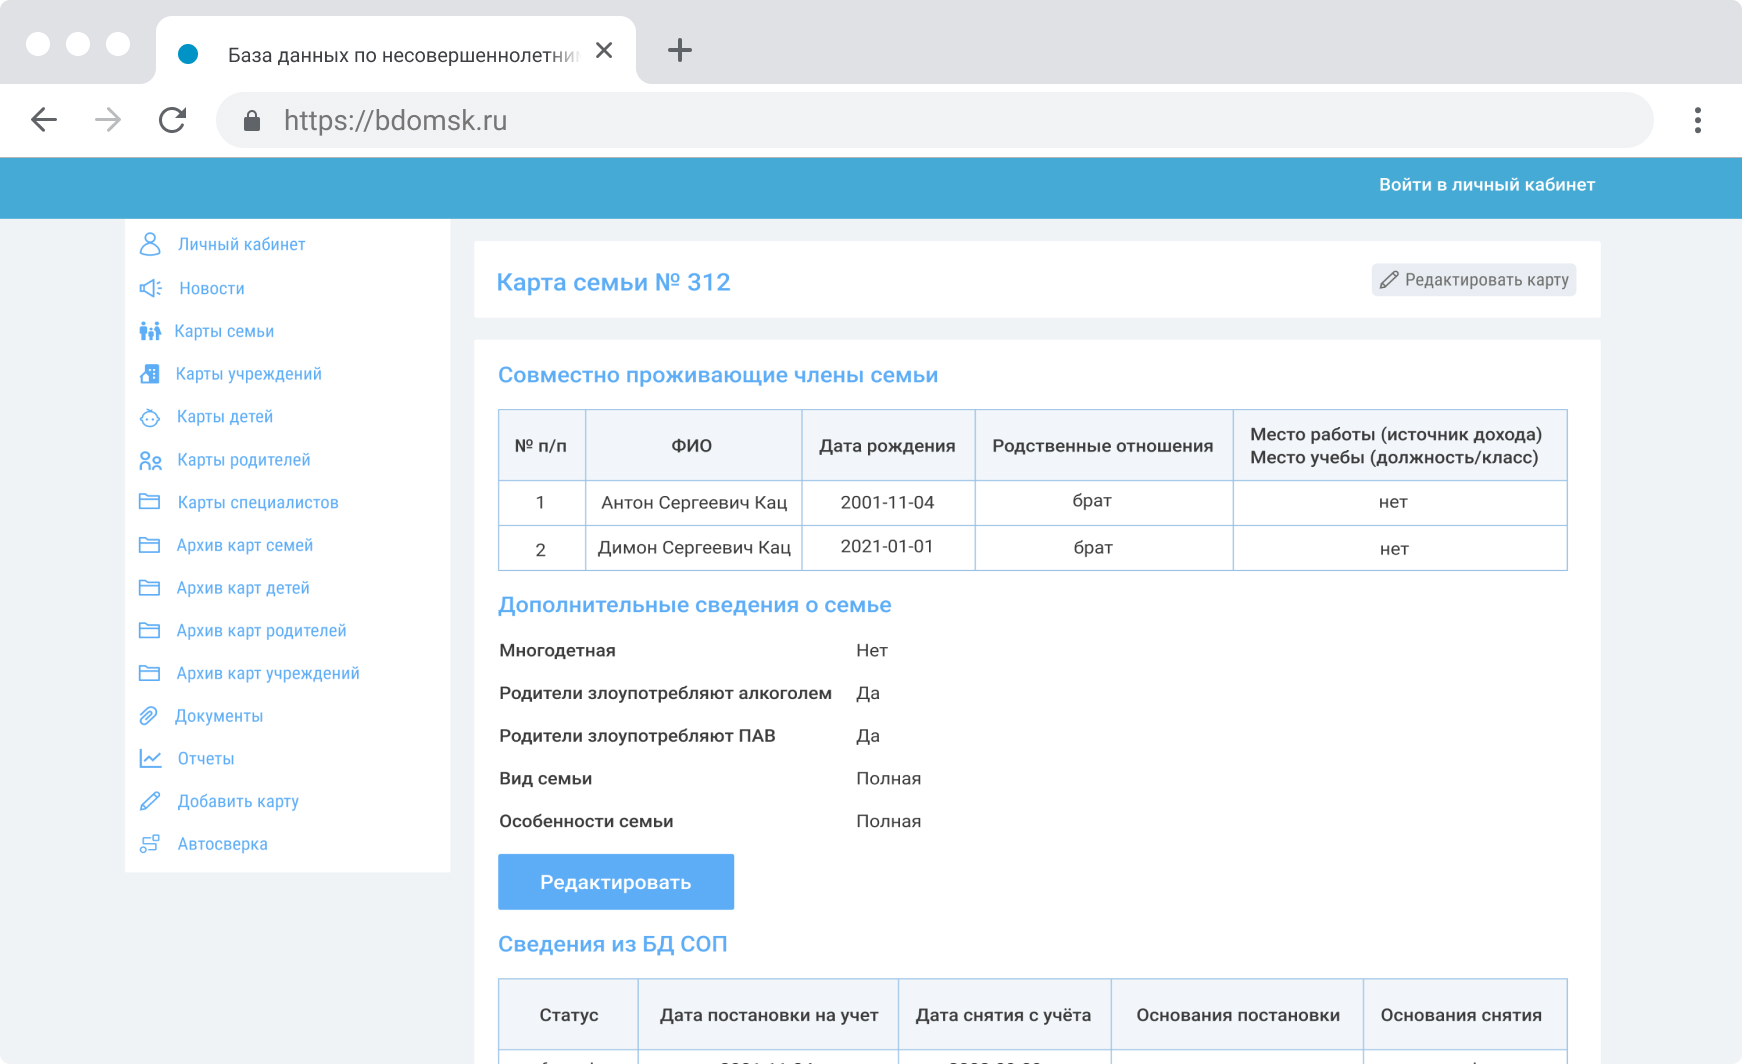 База данных по несовершеннолетни
https://bdomsk.ru
Войти в личный кабинет
Личный кабинет
Новости
Карты семьи
Карты учреждений
Карты детей
Карты родителей
Карты специалистов
Архив карт семей
Архив карт детей
Архив карт родителей
Архив карт учреждений
Документы
Отчеты
Добавить карту
Автосверка
Карта семьи № 312
Редактировать карту
Совместно проживающие члены семьи
№ п/п ФИО Дата рождения Родственные отношения Место работы (источник дохода)
Место учебы (должность/класс)
1 Антон Сергеевич Кац 2001-11-04 брат нет
2 Димон Сергеевич Кац 2021-01-01 брат нет
Дополнительные сведения о семье
Многодетная Нет
Родители злоупотребляют алкоголем Да
Родители злоупотребляют ПАВ Да
Вид семьи Полная
Особенности семьи Полная
Редактировать
Сведения из БД СОП
Статус Дата постановки на учет Дата снятия с учёта Основания постановки Основания снятия